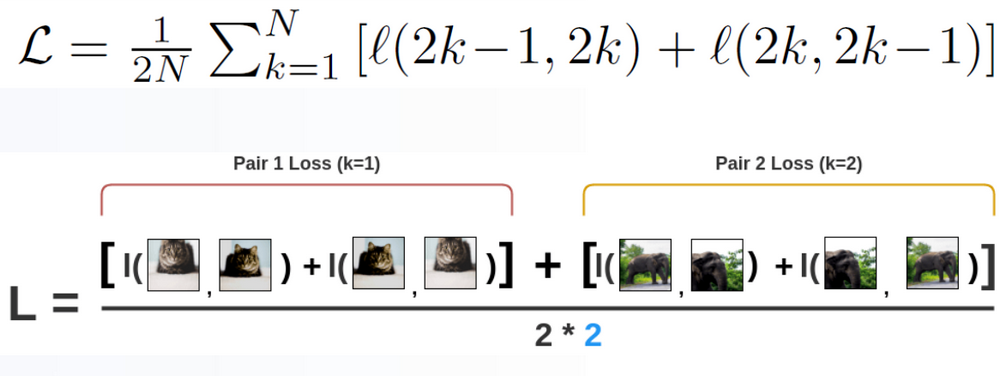 ℒ = 1/2N ∑_{k=1}^{N} [ℓ(2k−1, 2k) + ℓ(2k, 2k−1)]
Pair 1 Loss (k=1) Pair 2 Loss (k=2)
[ l( , ) + l( , )] + [l( , ) + l( , )]
L =
2 * 2